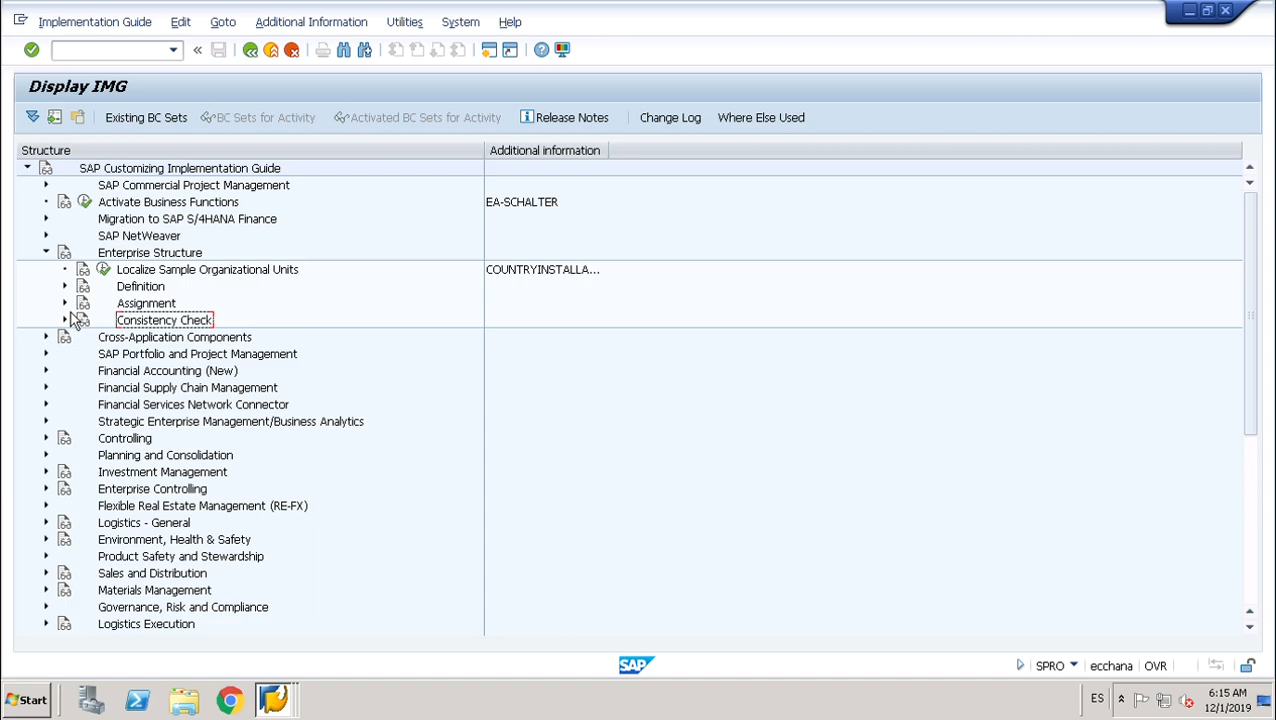 Implementation Guide Edit Goto Additional Information Utilities System Help
Display IMG
Existing BC Sets BC Sets for Activity Activated BC Sets for Activity Release Notes Change Log Where Else Used
Structure Additional information
SAP Customizing Implementation Guide
SAP Commercial Project Management
Activate Business Functions EA-SCHALTER
Migration to SAP S/4HANA Finance
SAP NetWeaver
Enterprise Structure
Localize Sample Organizational Units COUNTRYINSTALLA...
Definition
Assignment
Consistency Check
Cross-Application Components
SAP Portfolio and Project Management
Financial Accounting (New)
Financial Supply Chain Management
Financial Services Network Connector
Strategic Enterprise Management/Business Analytics
Controlling
Planning and Consolidation
Investment Management
Enterprise Controlling
Flexible Real Estate Management (RE-FX)
Logistics - General
Environment, Health & Safety
Product Safety and Stewardship
Sales and Distribution
Materials Management
Governance, Risk and Compliance
Logistics Execution
SAP SPRO ecchana OVR
Start ES 6:15 AM
12/1/2019